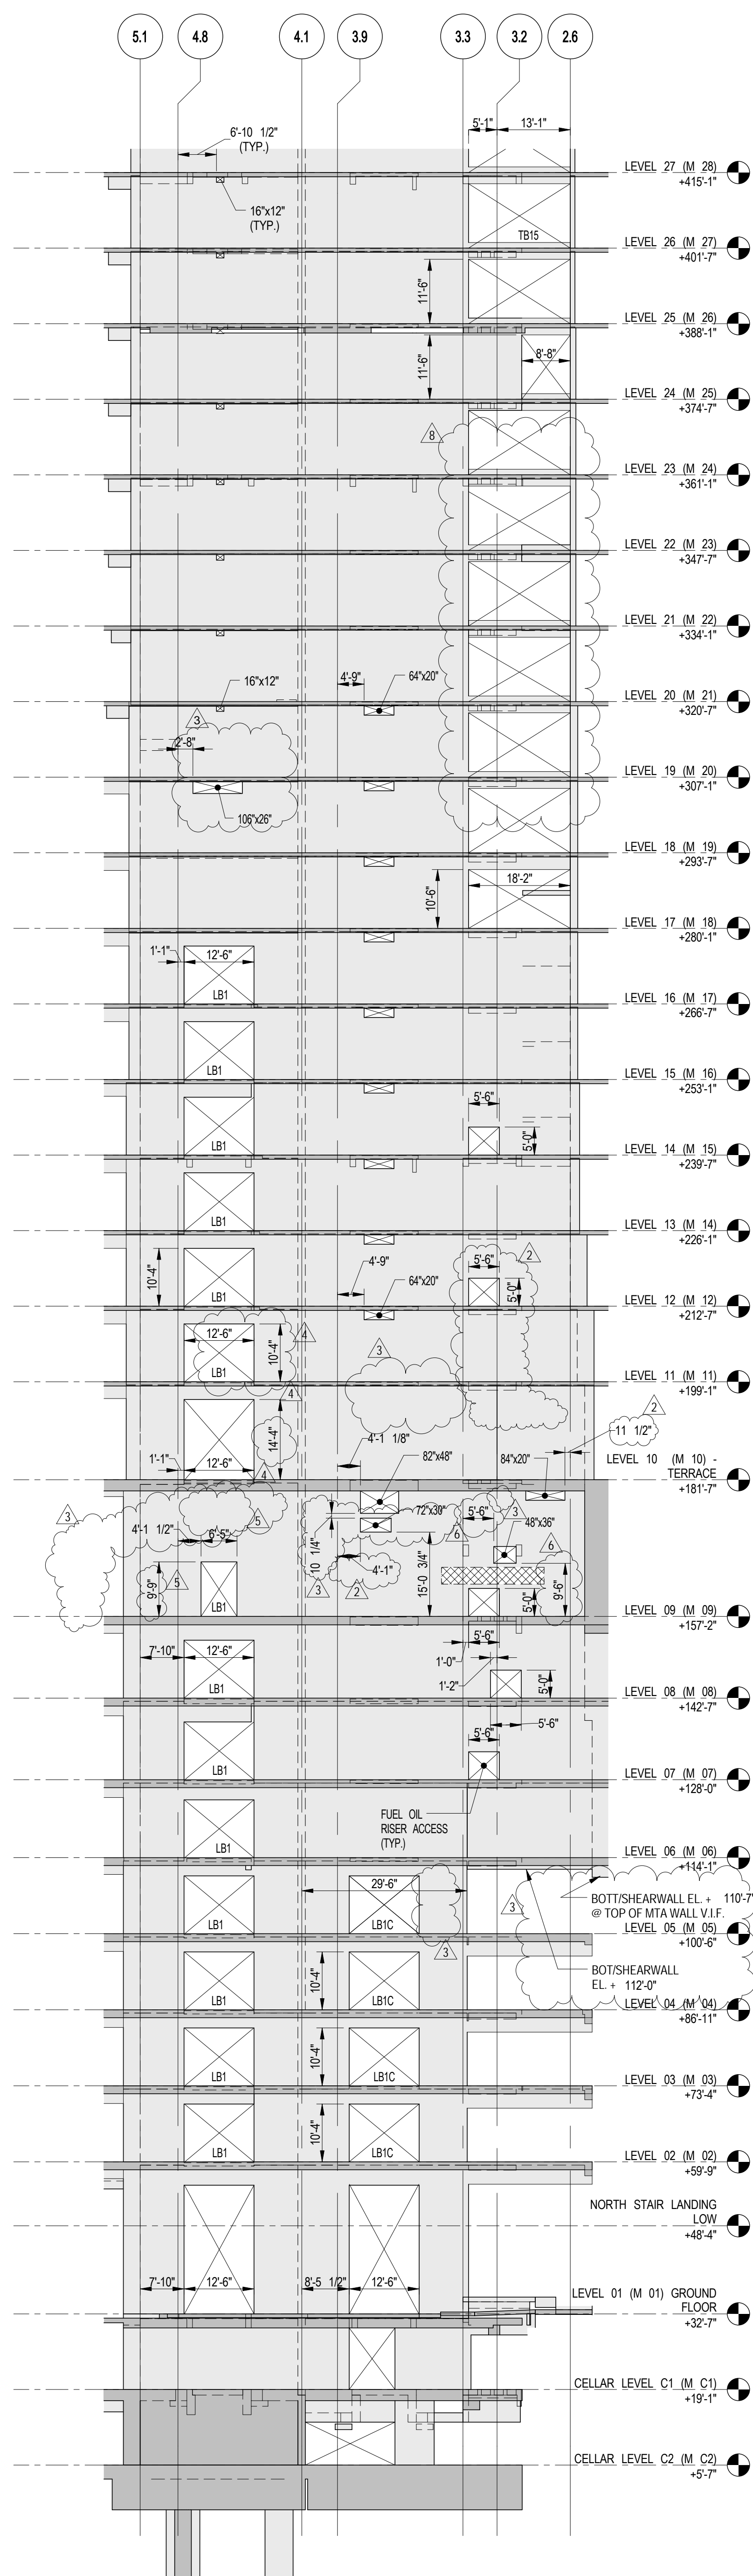 5.1 4.8 4.1 3.9 3.3 3.2 2.6
5'-1" 13'-1"
6'-10 1/2"
(TYP.)
LEVEL 27 (M 28)
+415'-1"
16"x12"
(TYP.)
TB15
LEVEL 26 (M 27)
+401'-7"
11'-6"
LEVEL 25 (M 26)
+388'-1"
11'-6"
8'-8"
LEVEL 24 (M 25)
+374'-7"
8
LEVEL 23 (M 24)
+361'-1"
LEVEL 22 (M 23)
+347'-7"
LEVEL 21 (M 22)
+334'-1"
16"x12"
4'-9"
64"x20"
LEVEL 20 (M 21)
+320'-7"
3
2'-8"
LEVEL 19 (M 20)
+307'-1"
106"x26"
LEVEL 18 (M 19)
+293'-7"
10'-6"
18'-2"
LEVEL 17 (M 18)
+280'-1"
1'-1" 12'-6"
LB1
LEVEL 16 (M 17)
+266'-7"
LB1
LEVEL 15 (M 16)
+253'-1"
5'-6"
5'-0"
LB1
LEVEL 14 (M 15)
+239'-7"
LB1
LEVEL 13 (M 14)
+226'-1"
2
10'-4"
4'-9"
64"x20"
5'-6"
5'-0"
LB1
LEVEL 12 (M 12)
+212'-7"
12'-6"
4
10'-4"
3
LB1
LEVEL 11 (M 11)
+199'-1"
4
2
14'-4"
11 1/2"
4'-1 1/8"
82"x48"
84"x20"
1'-1" 12'-6"
4
LEVEL 10 (M 10) -
TERRACE
+181'-7"
3
5
72"x30"
5'-6"
3
48"x36"
4'-1 1/2" 6'-5"
10 1/4"
6
6
15'-0 3/4"
4'-1"
3
2
9'-9"
5
5'-0"
9'-6"
LEVEL 09 (M 09)
+157'-2"
7'-10" 12'-6"
5'-6"
1'-0"
1'-2"
5'-0"
LB1
LEVEL 08 (M 08)
+142'-7"
5'-6"
5'-6"
LB1
LEVEL 07 (M 07)
+128'-0"
FUEL OIL
RISER ACCESS
(TYP.)
LB1
LEVEL 06 (M 06)
+114'-1"
29'-6"
BOTT/SHEARWALL EL. + 110'-7"
@ TOP OF MTA WALL V.I.F.
3
LB1 LB1C
LEVEL 05 (M 05)
+100'-6"
3
BOT/SHEARWALL
EL. + 112'-0"
10'-4" 10'-4"
LB1 LB1C
LEVEL 04 (M 04)
+86'-11"
10'-4"
LB1 LB1C
LEVEL 03 (M 03)
+73'-4"
10'-4"
LB1 LB1C
LEVEL 02 (M 02)
+59'-9"
NORTH STAIR LANDING
LOW
+48'-4"
7'-10" 12'-6" 8'-5 1/2" 12'-6"
LEVEL 01 (M 01) GROUND
FLOOR
+32'-7"
CELLAR LEVEL C1 (M C1)
+19'-1"
CELLAR LEVEL C2 (M C2)
+5'-7"